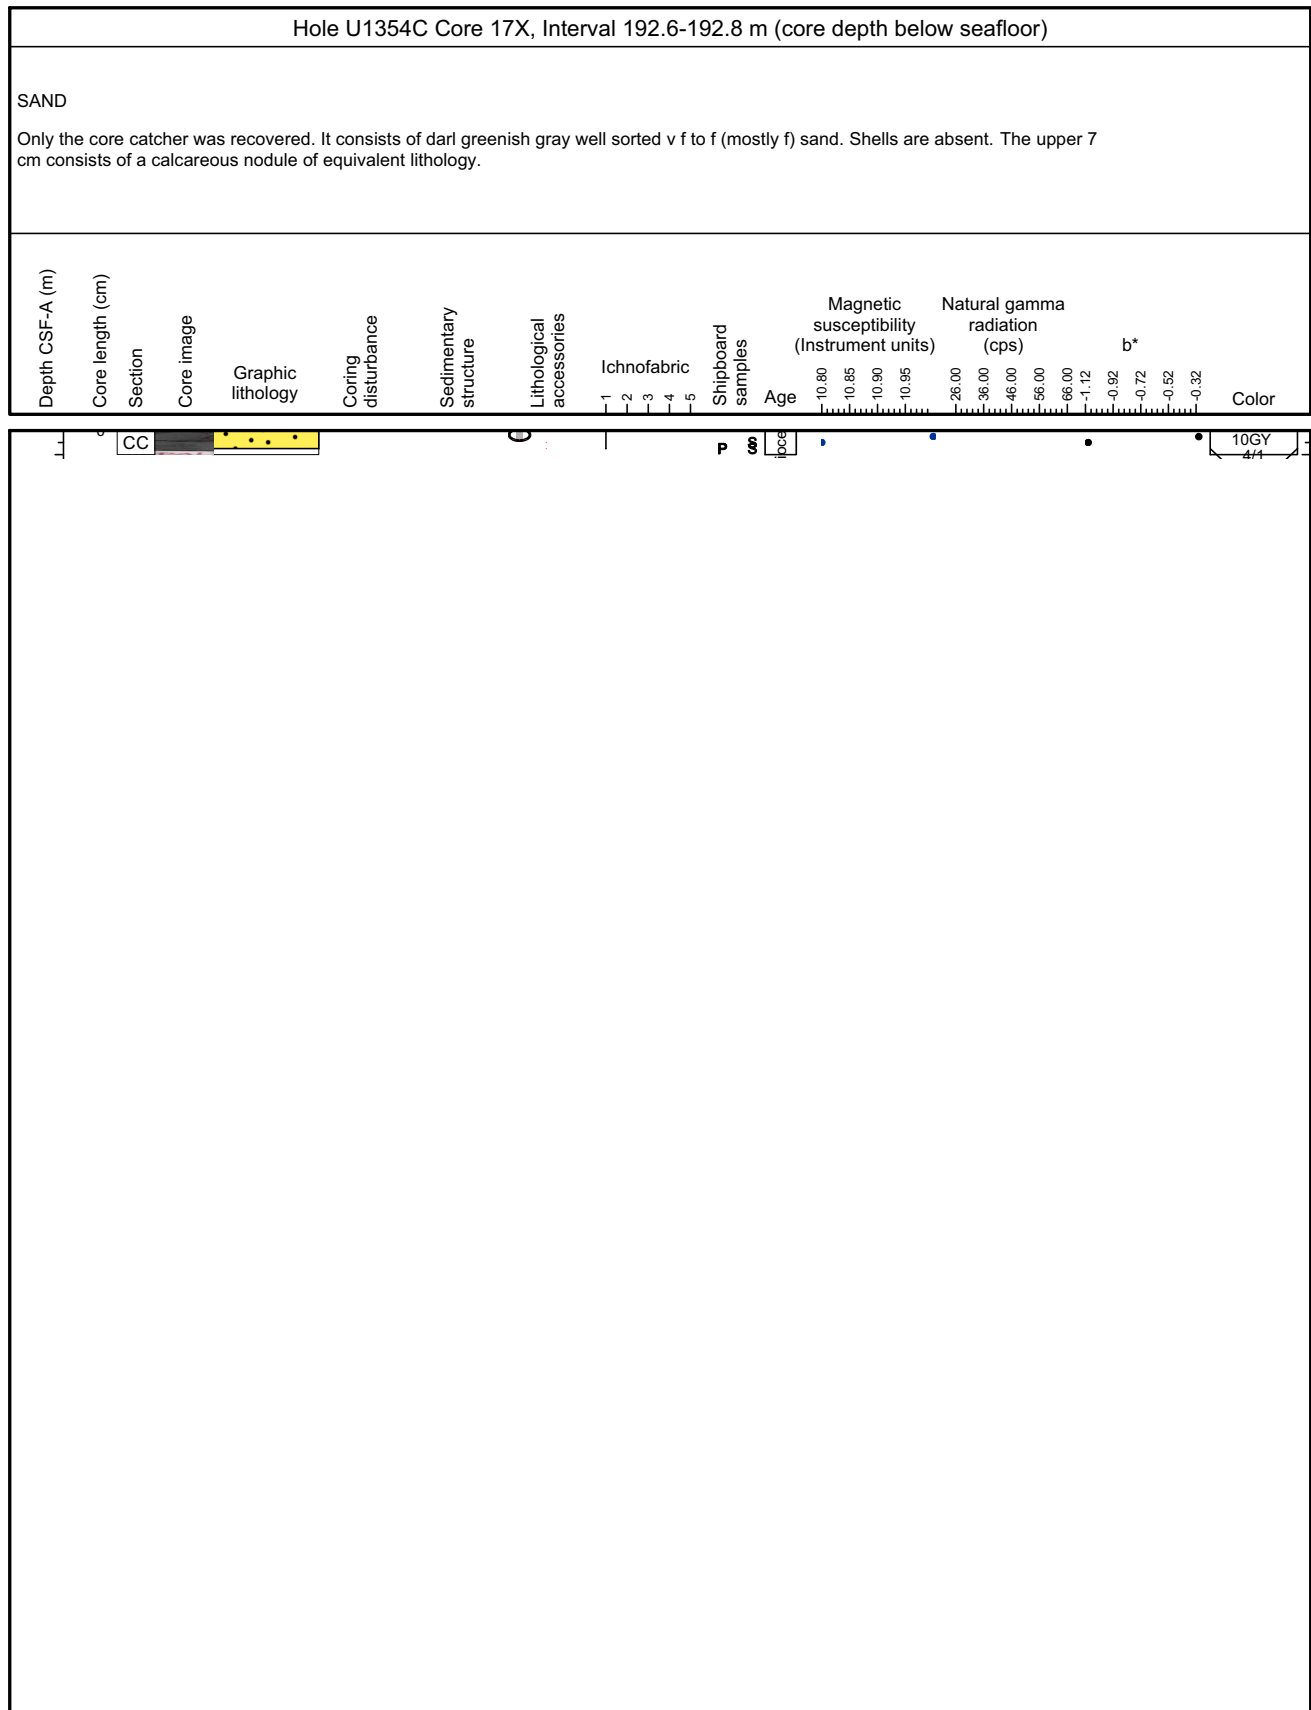 Hole U1354C Core 17X, Interval 192.6-192.8 m (core depth below seafloor)
SAND
Only the core catcher was recovered. It consists of darl greenish gray well sorted v f to f (mostly f) sand. Shells are absent. The upper 7
cm consists of a calcareous nodule of equivalent lithology.
Depth CSF-A (m)
Core length (cm)
Section
Core image
Graphic
lithology
Coring
disturbance
Sedimentary
structure
Lithological
accessories
Ichnofabric
1 2 3 4 5
Shipboard
samples
Age
Magnetic
susceptibility
(Instrument units)
10.80 10.85 10.90 10.95
Natural gamma
radiation
(cps)
26.00 36.00 46.00 56.00 66.00
b*
-1.12 -0.92 -0.72 -0.52 -0.32
Color
CC
P
S
S
ioce
10GY
4/1